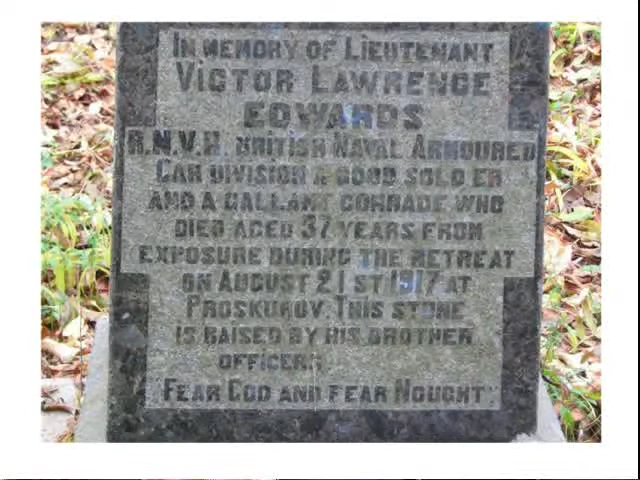 In memory of Lieutenant
Victor Lawrence
Edwards
R.N.V.R. British Naval Armoured
Car Division a good soldier
and a gallant comrade who
died aged 37 years from
exposure during the retreat
on August 21st 1917 at
Proskurov. This stone
is raised by his brother
officers
"Fear God and fear Nought"